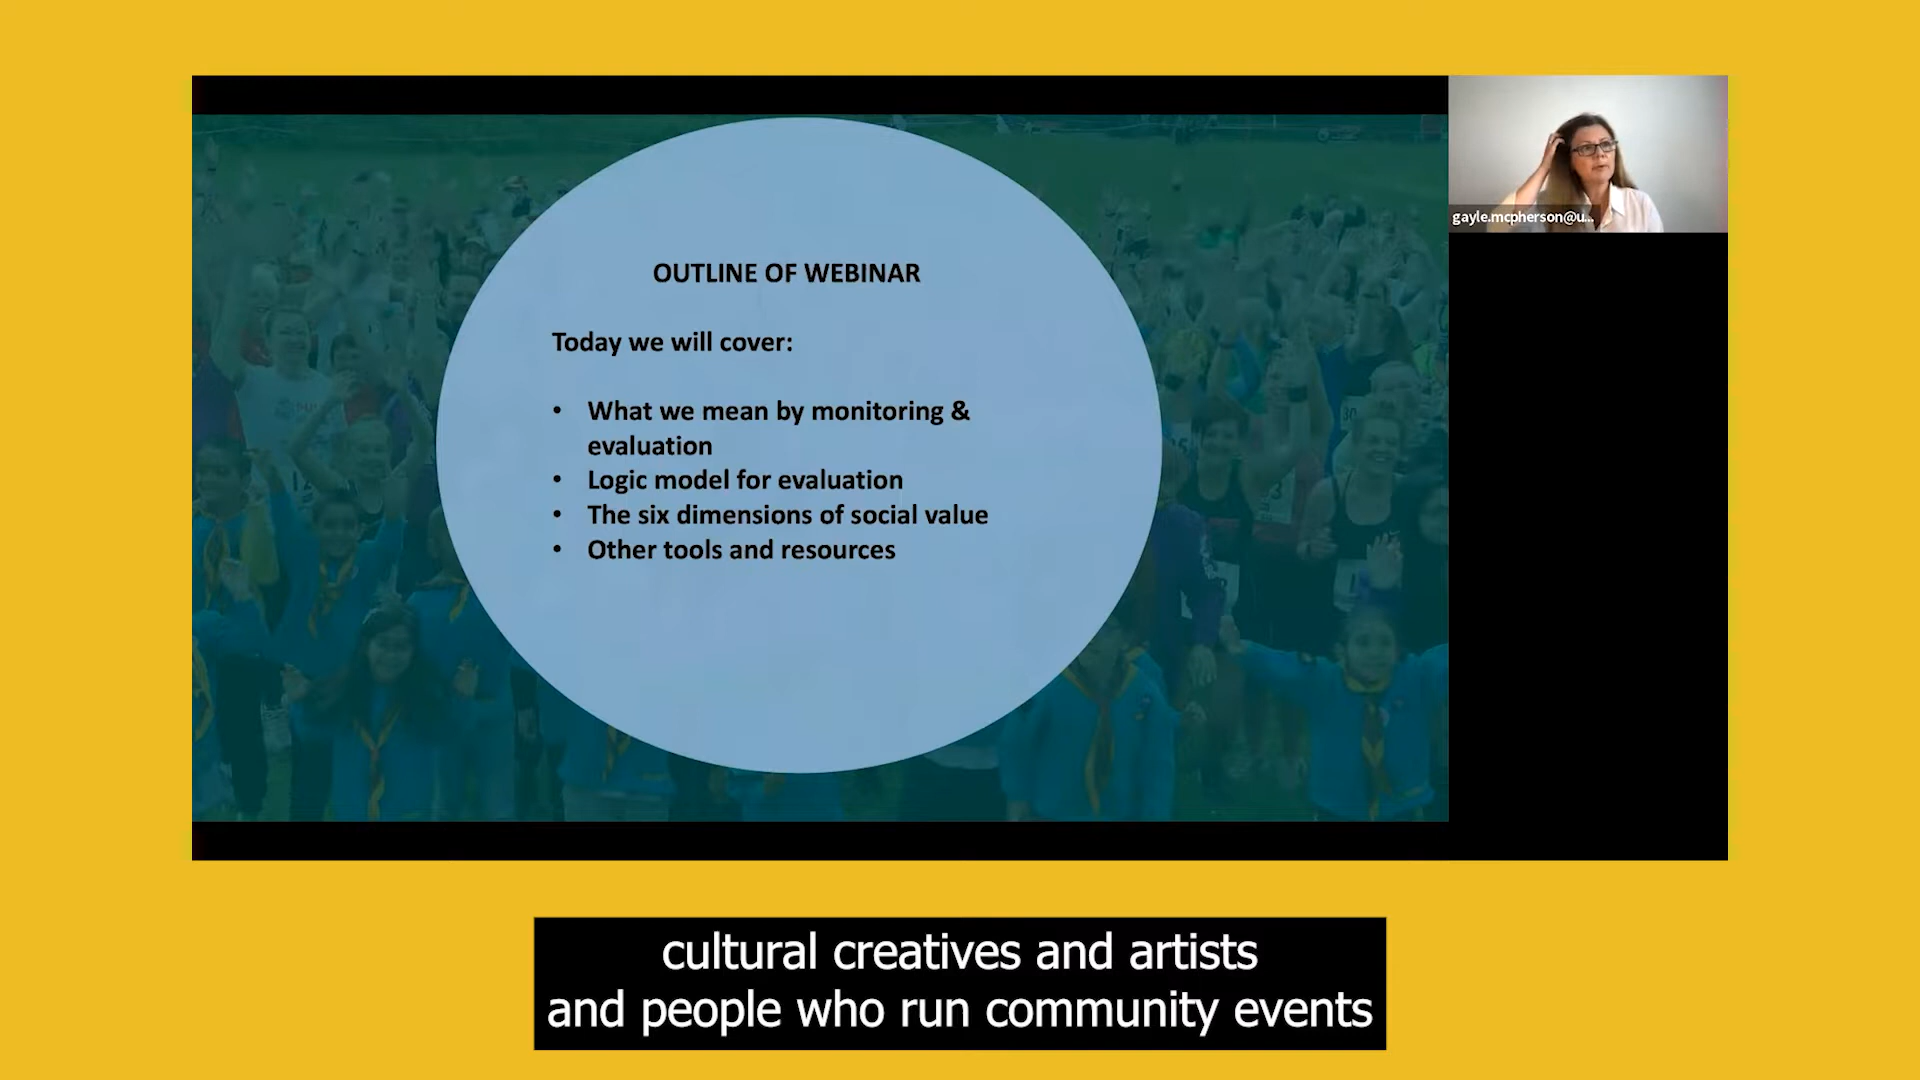 gayle.mcpherson@u...
OUTLINE OF WEBINAR
Today we will cover:
• What we mean by monitoring &
evaluation
• Logic model for evaluation
• The six dimensions of social value
• Other tools and resources
cultural creatives and artists
and people who run community events